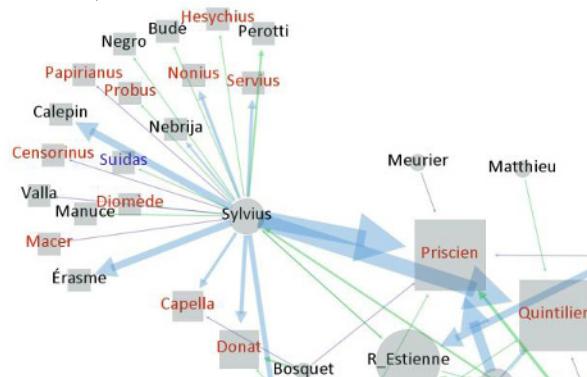 Hesychius
Budé
Perotti
Negro
Papirianus
Nonius
Servius
Probus
Calepin
Nebrija
Censorinus
Suidas
Meurier
Matthieu
Valla
Diomède
Manuce
Sylvius
Macer
Priscien
Érasme
Capella
Quintilien
Donat
R_Estienne
Bosquet